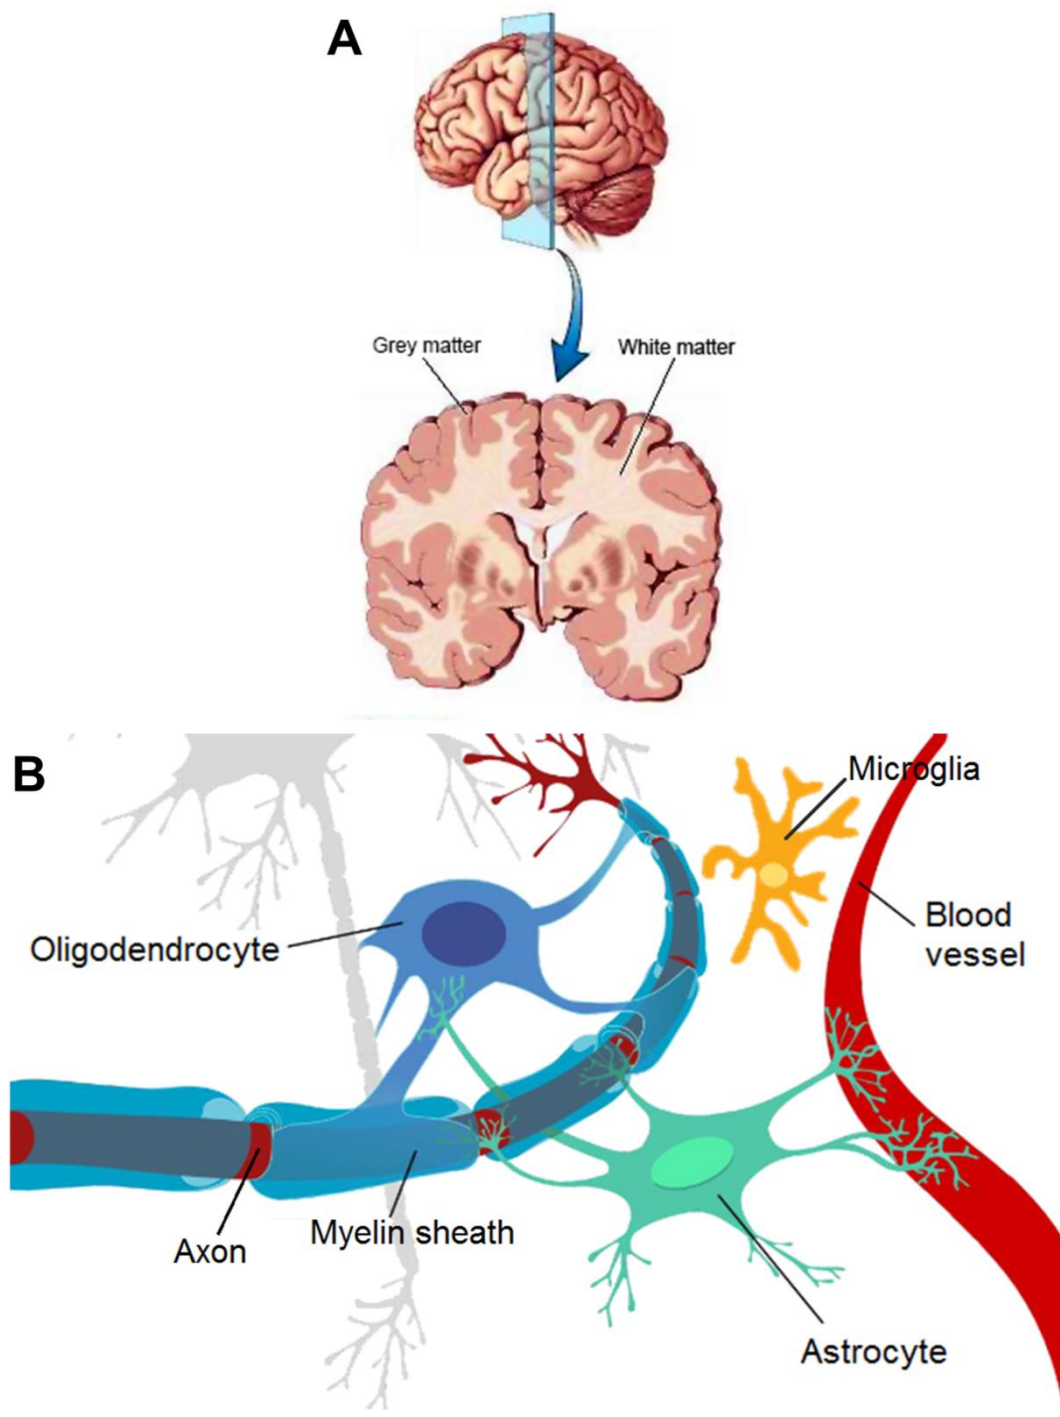 A
Grey matter
White matter
B
Microglia
Blood
vessel
Oligodendrocyte
Axon
Myelin sheath
Astrocyte